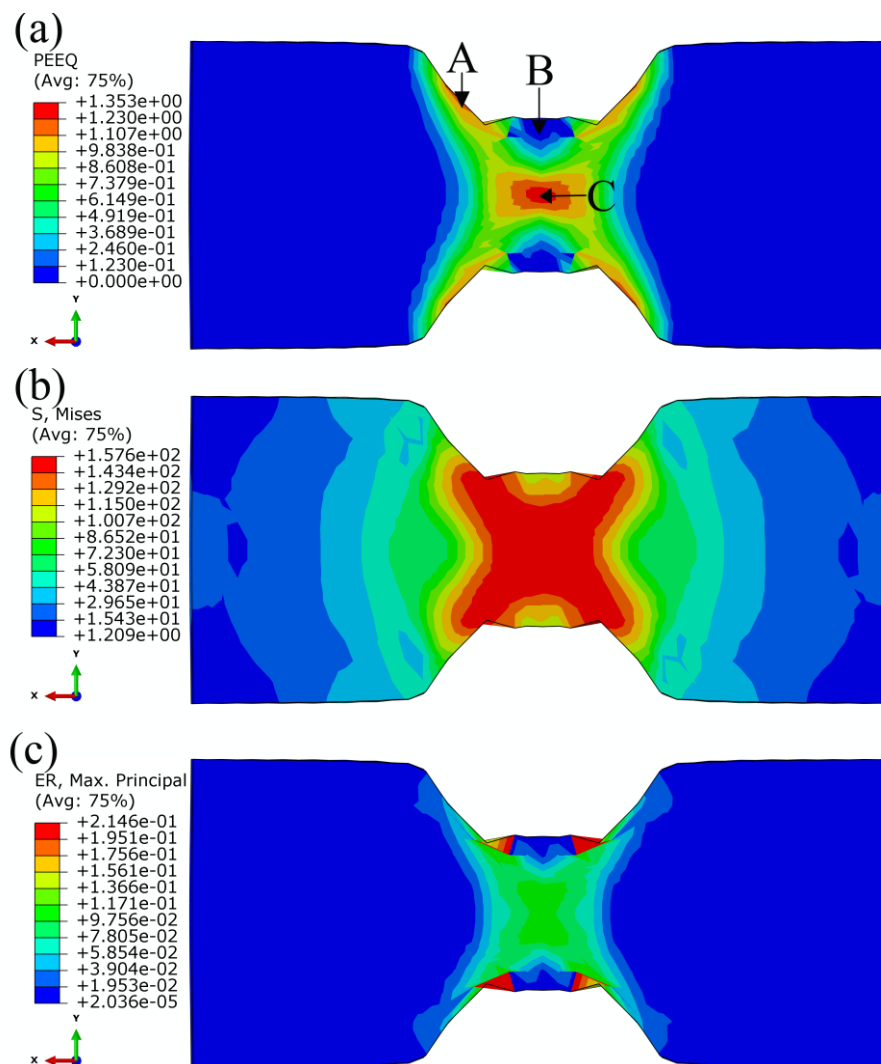 (a)
PEEQ
(Avg: 75%)
+1.353e+00
+1.230e+00
+1.107e+00
+9.838e-01
+8.608e-01
+7.379e-01
+6.149e-01
+4.919e-01
+3.689e-01
+2.460e-01
+1.230e-01
+0.000e+00
A
B
C
Y
X
(b)
S, Mises
(Avg: 75%)
+1.576e+02
+1.434e+02
+1.292e+02
+1.150e+02
+1.007e+02
+8.652e+01
+7.230e+01
+5.809e+01
+4.387e+01
+2.965e+01
+1.543e+01
+1.209e+00
Y
X
(c)
ER, Max. Principal
(Avg: 75%)
+2.146e-01
+1.951e-01
+1.756e-01
+1.561e-01
+1.366e-01
+1.171e-01
+9.756e-02
+7.805e-02
+5.854e-02
+3.904e-02
+1.953e-02
+2.036e-05
Y
X